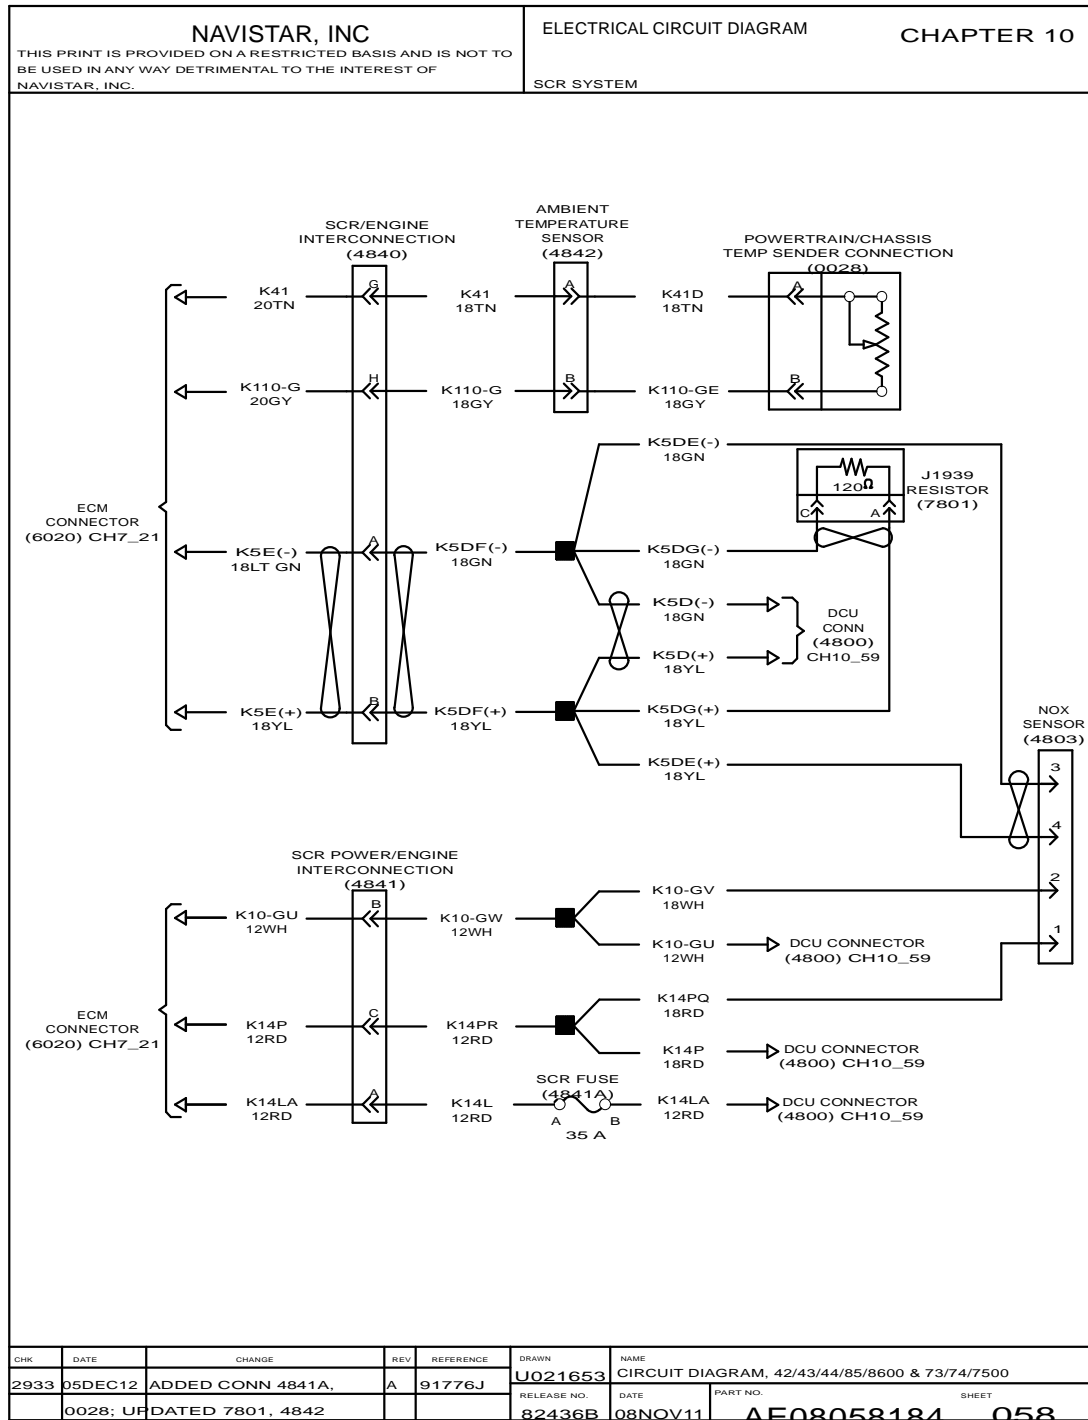 NAVISTAR, INC
THIS PRINT IS PROVIDED ON A RESTRICTED BASIS AND IS NOT TO
BE USED IN ANY WAY DETRIMENTAL TO THE INTEREST OF
NAVISTAR, INC.
ELECTRICAL CIRCUIT DIAGRAM
CHAPTER 10
SCR SYSTEM
SCR/ENGINE
INTERCONNECTION
(4840)
AMBIENT
TEMPERATURE
SENSOR
(4842)
POWERTRAIN/CHASSIS
TEMP SENDER CONNECTION
(0028)
K41
20TN
G
K41
18TN
A
K41D
18TN
A
K110-G
20GY
H
K110-G
18GY
B
K110-GE
18GY
B
ECM
CONNECTOR
(6020) CH7_21
K5DE(-)
18GN
120Ω
C
A
J1939
RESISTOR
(7801)
K5E(-)
18LT GN
A
K5DF(-)
18GN
K5DG(-)
18GN
K5D(-)
18GN
K5D(+)
18YL
DCU
CONN
(4800)
CH10_59
K5E(+)
18YL
B
K5DF(+)
18YL
K5DG(+)
18YL
K5DE(+)
18YL
NOX
SENSOR
(4803)
3
4
2
1
SCR POWER/ENGINE
INTERCONNECTION
(4841)
K10-GU
12WH
B
K10-GW
12WH
K10-GV
18WH
K10-GU
12WH
DCU CONNECTOR
(4800) CH10_59
ECM
CONNECTOR
(6020) CH7_21
K14P
12RD
C
K14PR
12RD
K14PQ
18RD
K14P
18RD
DCU CONNECTOR
(4800) CH10_59
K14LA
12RD
A
K14L
12RD
SCR FUSE
(4841A)
A B
35 A
K14LA
12RD
DCU CONNECTOR
(4800) CH10_59
CHK DATE CHANGE REV REFERENCE
2933 05DEC12 ADDED CONN 4841A, A 91776J
0028; UPDATED 7801, 4842
DRAWN
U021653
NAME
CIRCUIT DIAGRAM, 42/43/44/85/8600 & 73/74/7500
RELEASE NO.
82436B
DATE
08NOV11
PART NO.
AE08058184
SHEET
058